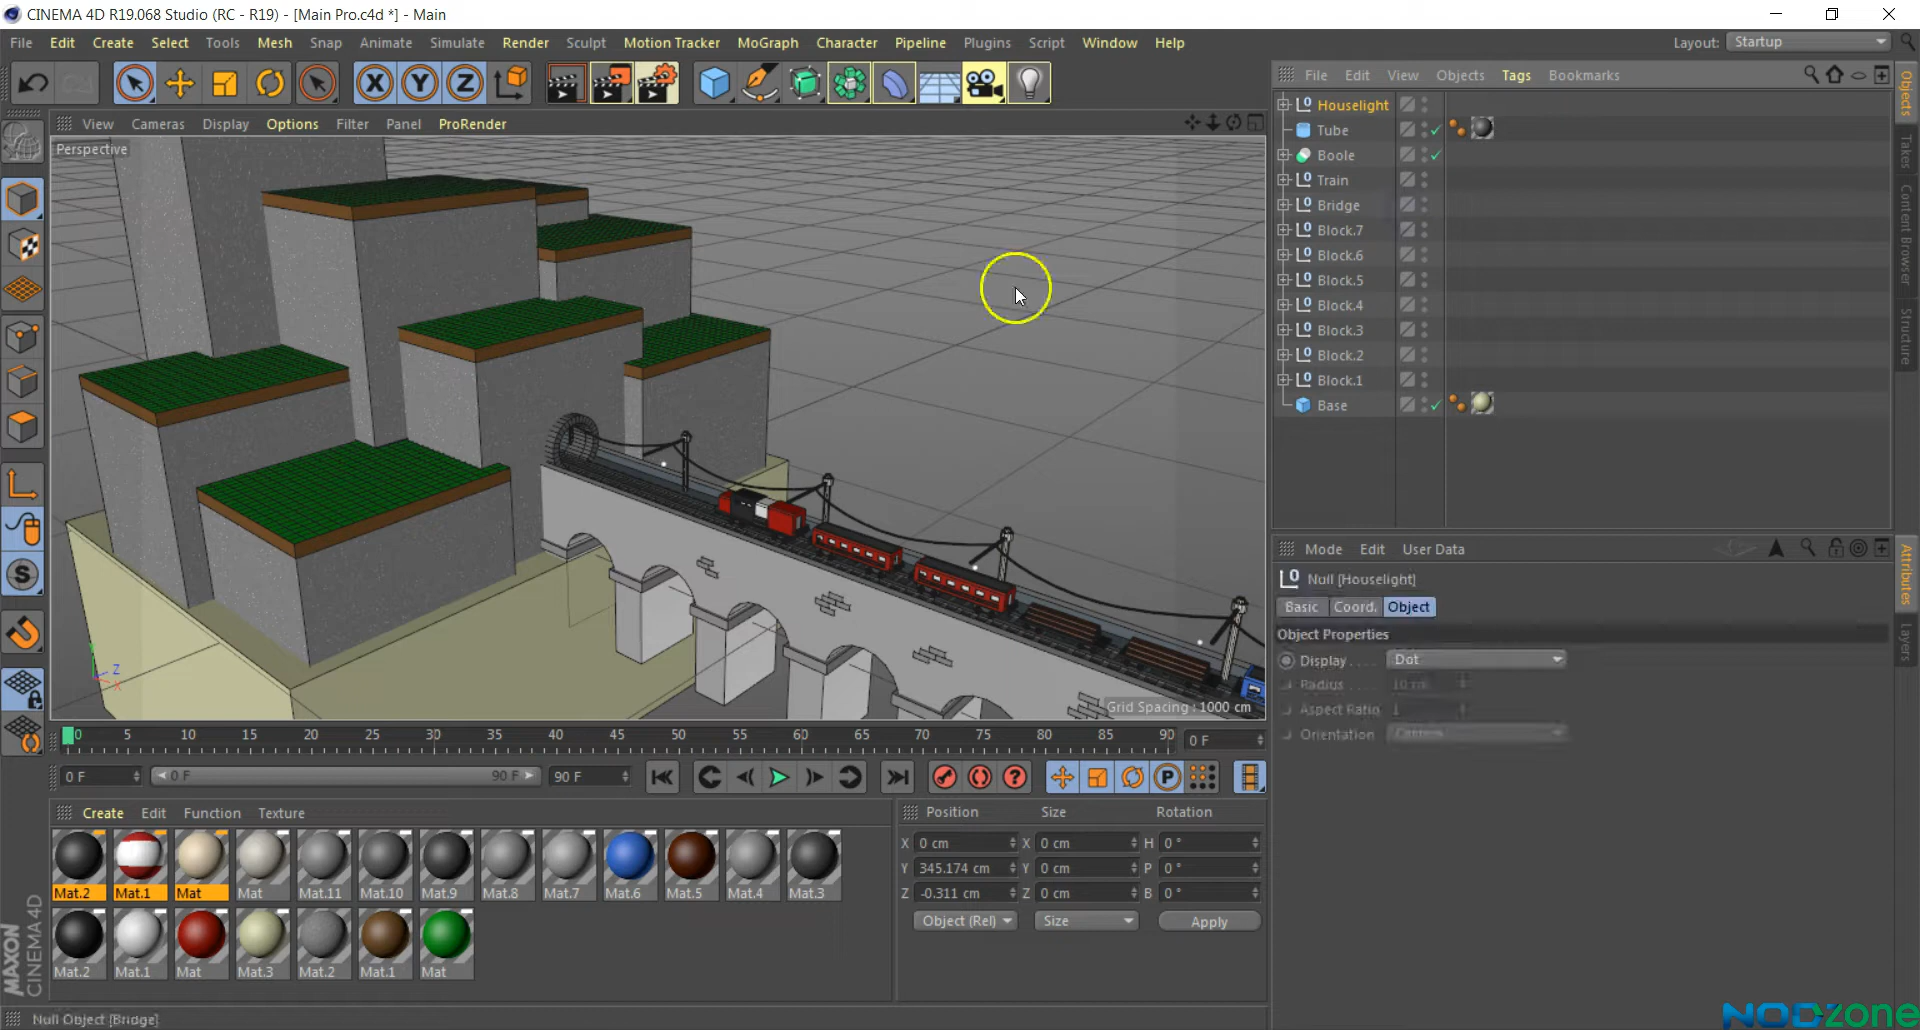 CINEMA 4D R19.068 Studio (RC - R19) - [Main Pro.c4d *] - Main
File Edit Create Select Tools Mesh Snap Animate Simulate Render Sculpt Motion Tracker MoGraph Character Pipeline Plugins Script Window Help
Layout: Startup
X Y Z
View Cameras Display Options Filter Panel ProRender
Perspective
Grid Spacing : 1000 cm
Z
X
S
File Edit View Objects Tags Bookmarks
Houselight
Tube
Boole
Train
Bridge
Block.7
Block.6
Block.5
Block.4
Block.3
Block.2
Block.1
Base
Objects
Takes
Content Browser
Structure
Mode Edit User Data
Null [Houselight]
Basic Coord. Object
Object Properties
Display Dot
Radius 10 cm
Aspect Ratio 1
Orientation
Attributes
Layers
0 5 10 15 20 25 30 35 40 45 50 55 60 65 70 75 80 85 90 0 F
0 F 0 F 90 F 90 F
P
Create Edit Function Texture
Mat.2 Mat.1 Mat Mat Mat.11 Mat.10 Mat.9 Mat.8 Mat.7 Mat.6 Mat.5 Mat.4 Mat.3
Mat.2 Mat.1 Mat Mat.3 Mat.2 Mat.1 Mat
Position Size Rotation
X 0 cm X 0 cm H 0 °
Y 345.174 cm Y 0 cm P 0 °
Z -0.311 cm Z 0 cm B 0 °
Object (Rel) Size Apply
MAXON
CINEMA 4D
Null Object [Bridge]
NODzone